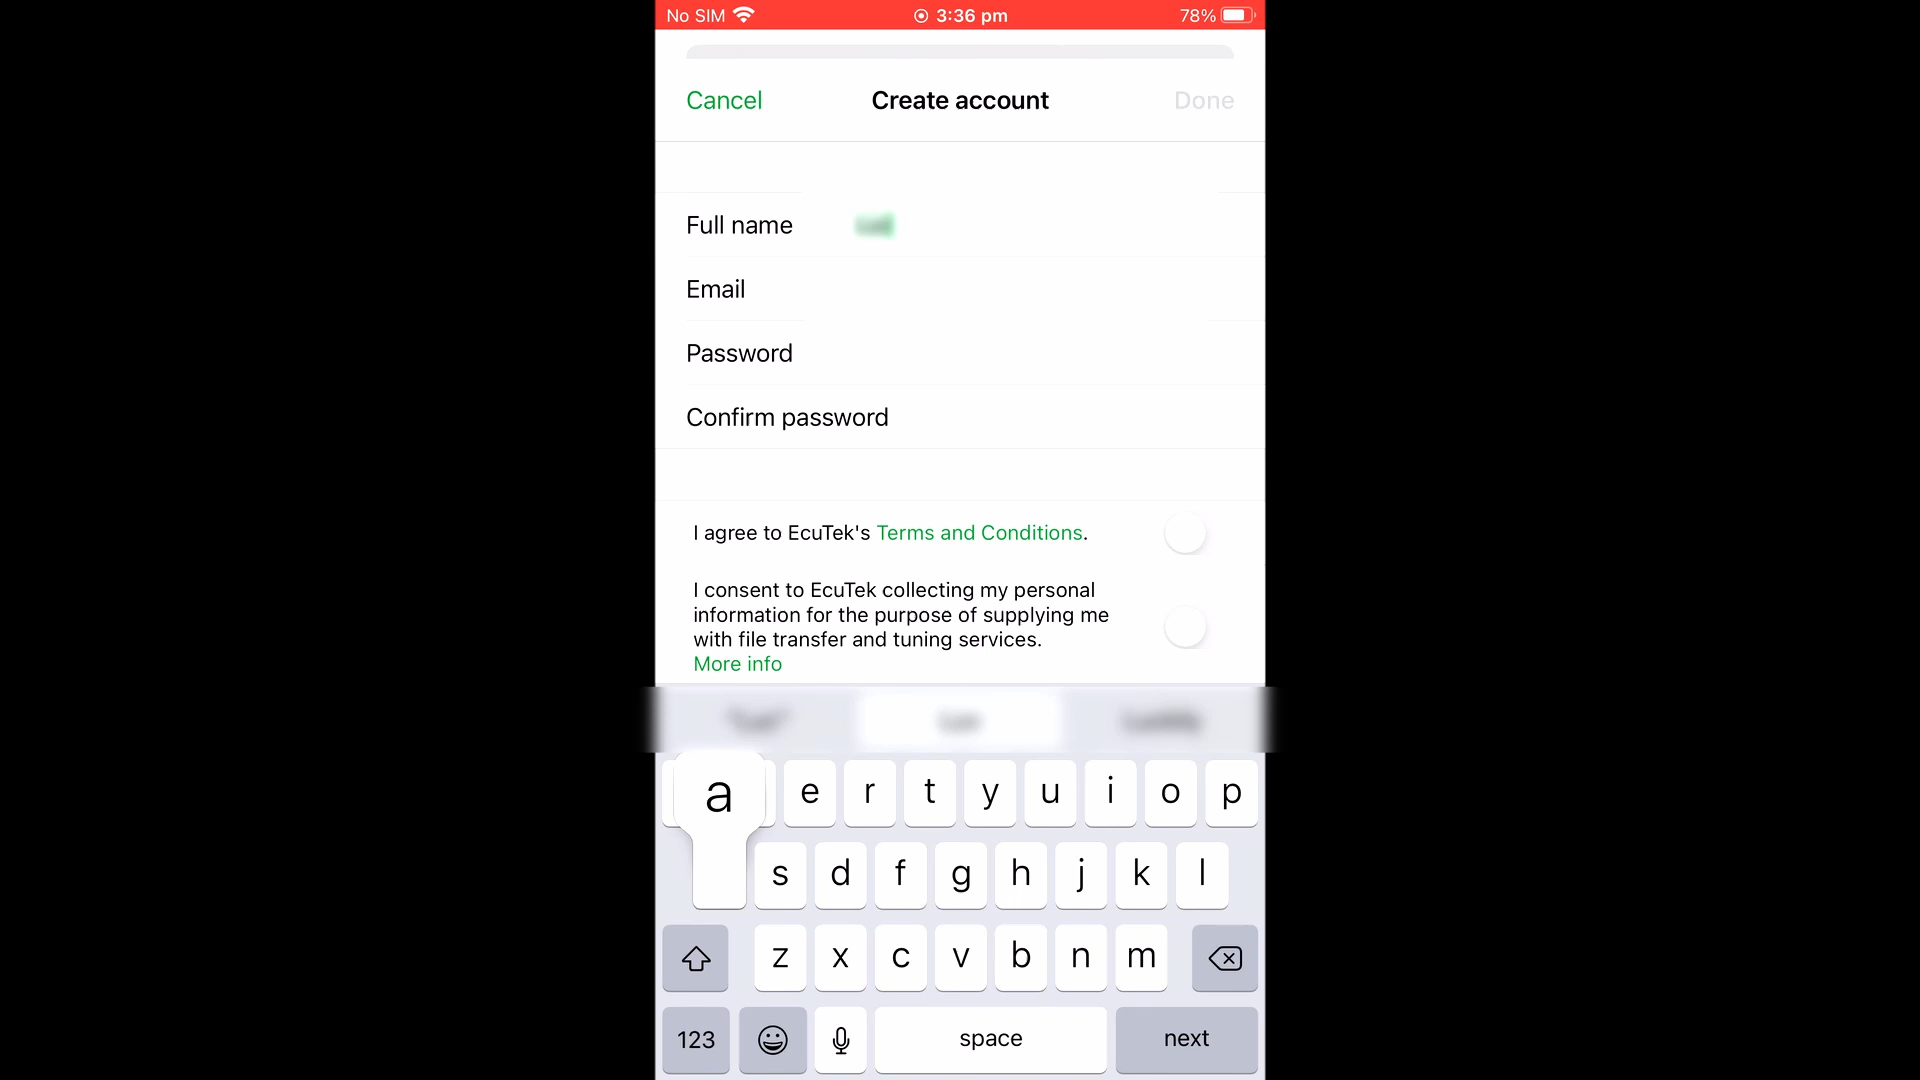 No SIM 3:36 pm 78%
Cancel Create account Done
Full name
Email
Password
Confirm password
I agree to EcuTek's Terms and Conditions.
I consent to EcuTek collecting my personal
information for the purpose of supplying me
with file transfer and tuning services.
More info
a e r t y u i o p
s d f g h j k l
z x c v b n m
123 space next